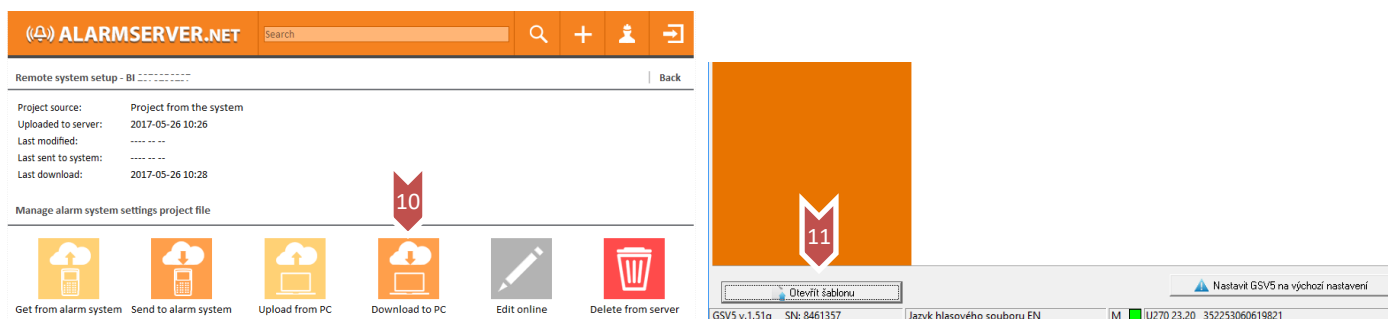 ALARMSERVER.NET
Search
Remote system setup - BI
Back
Project source: Project from the system
Uploaded to server: 2017-05-26 10:26
Last modified: ---- -- --
Last sent to system: ---- -- --
Last download: 2017-05-26 10:28
10
Manage alarm system settings project file
Get from alarm system Send to alarm system Upload from PC Download to PC Edit online Delete from server
11
Otevřít šablonu
Nastavit GSV5 na výchozí nastavení
GSV5 v.1.51g SN: 8461357 Jazyk hlasového souboru EN M U270 23.20 352253060619821